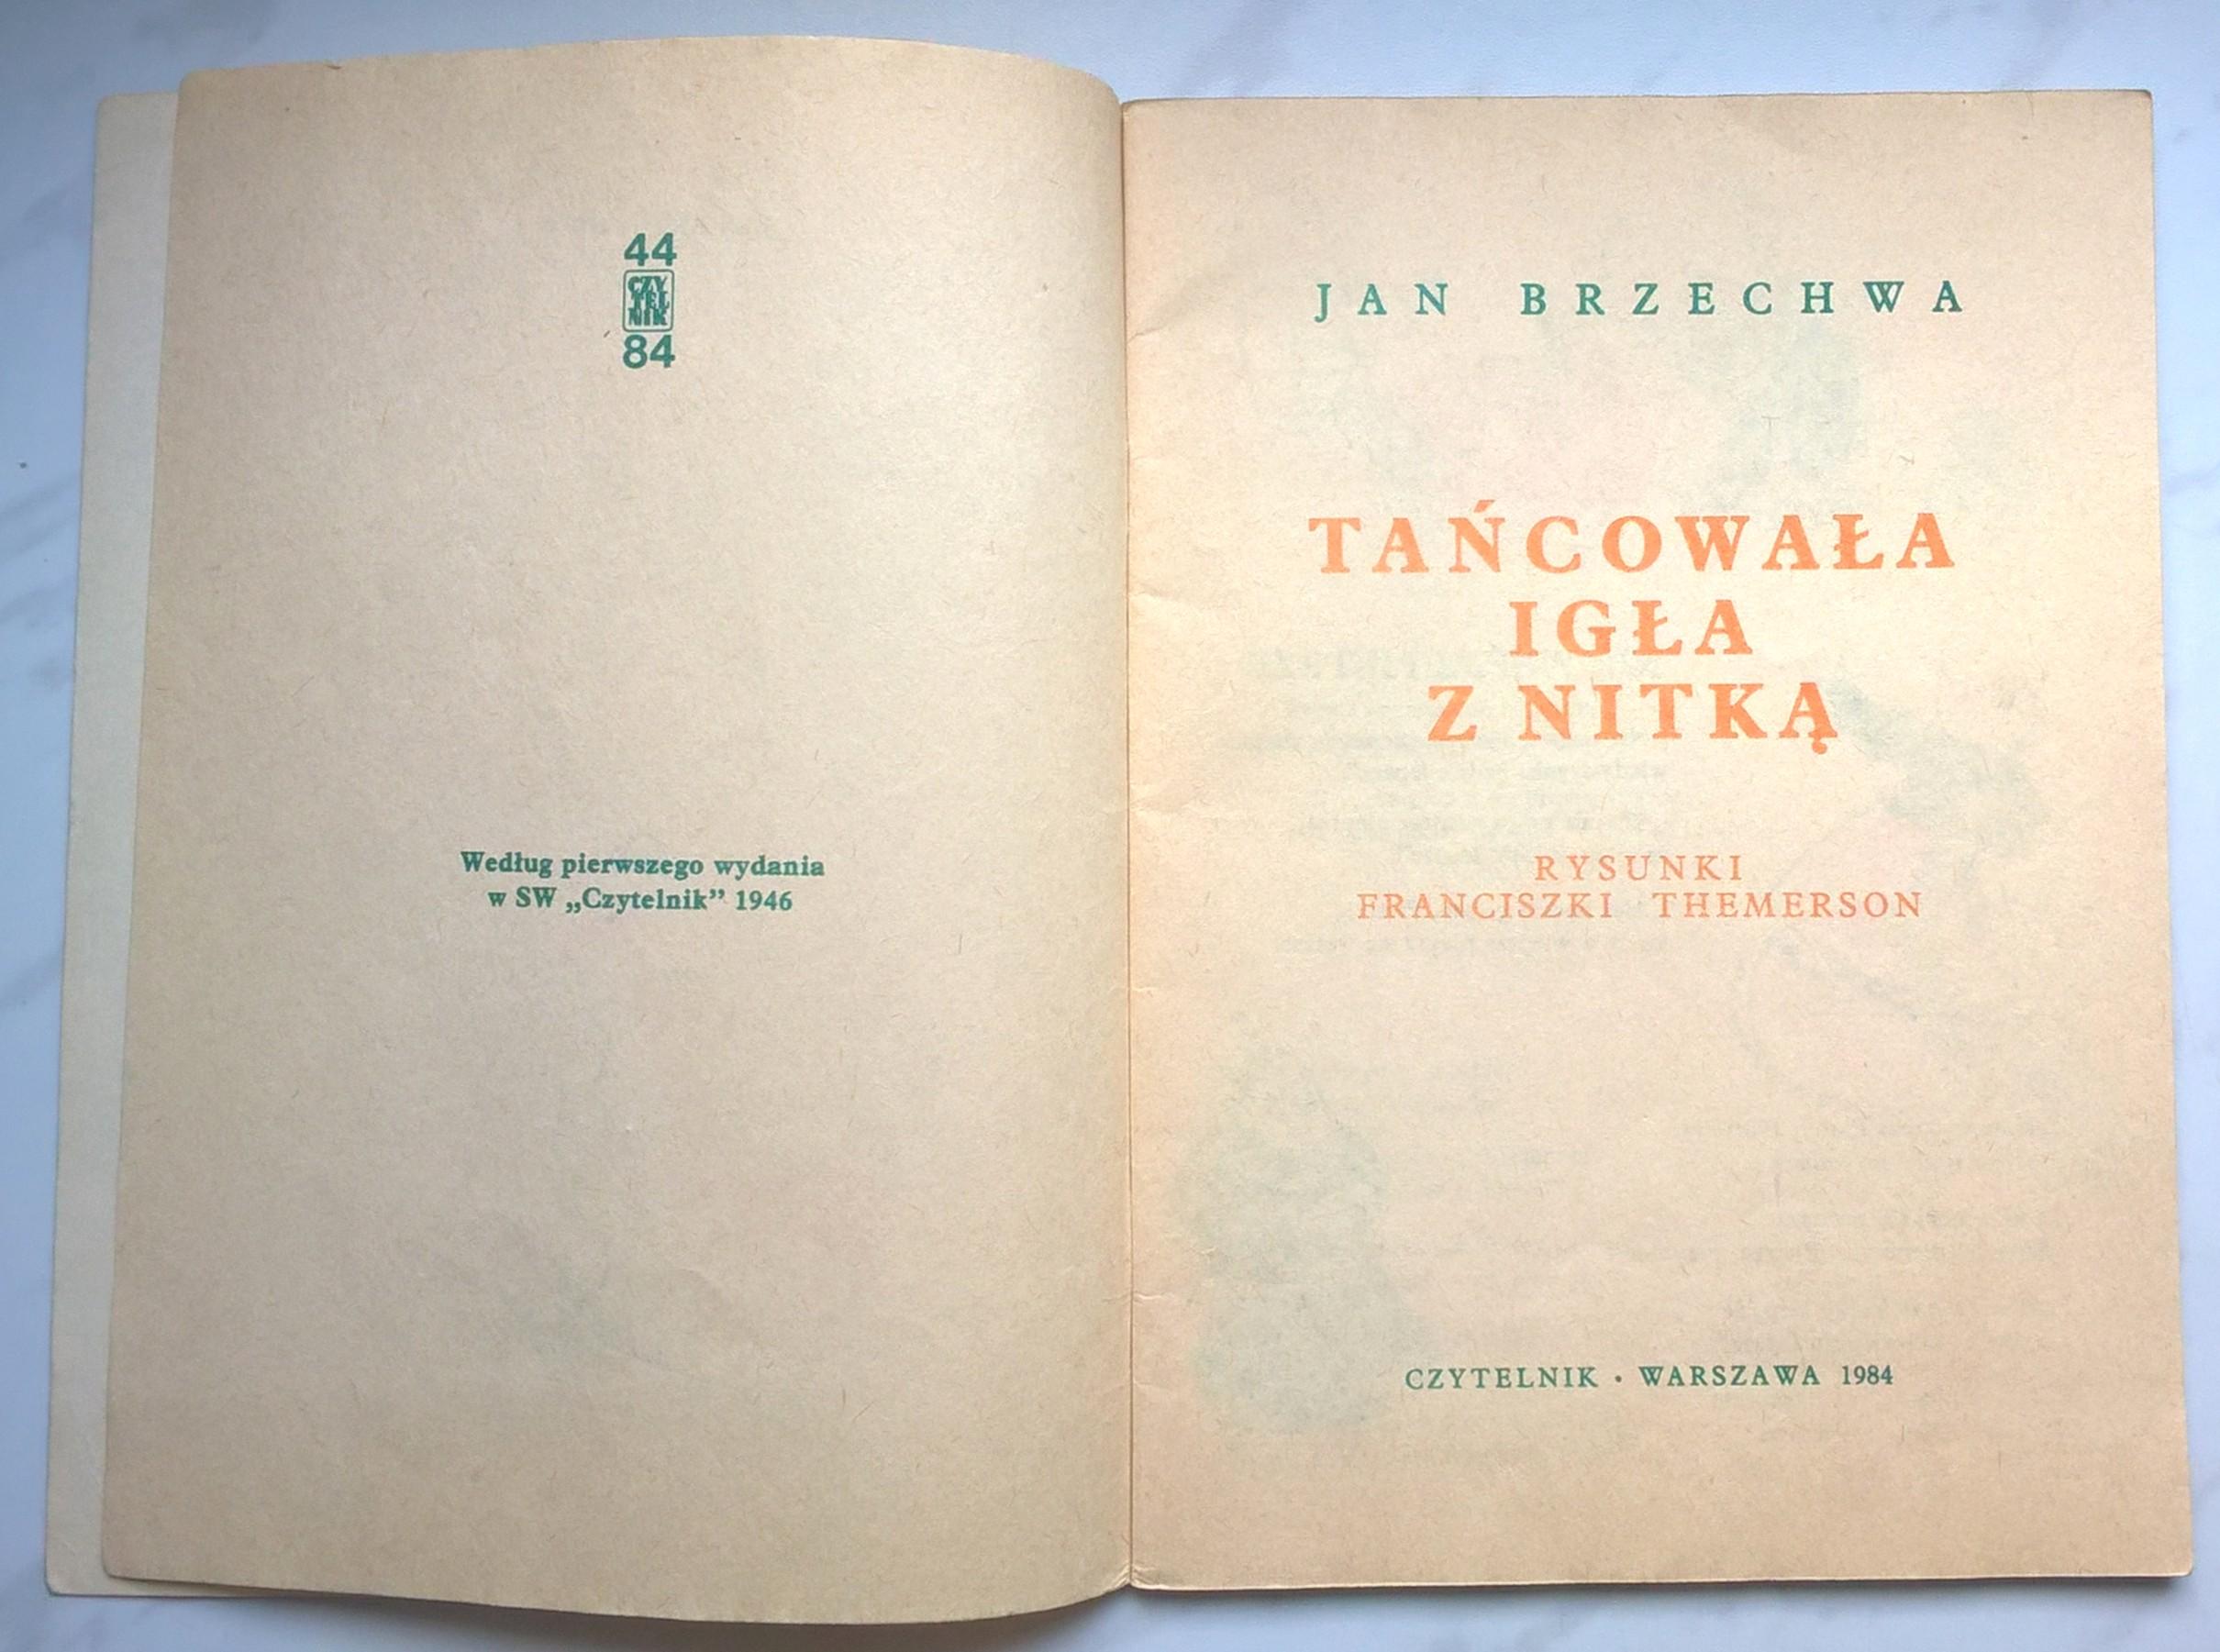 44
CZY
TEL
NIK
84
Według pierwszego wydania
w SW „Czytelnik” 1946
JAN BRZECHWA
TAŃCOWAŁA
IGŁA
Z NITKĄ
RYSUNKI
FRANCISZKI THEMERSON
CZYTELNIK • WARSZAWA 1984